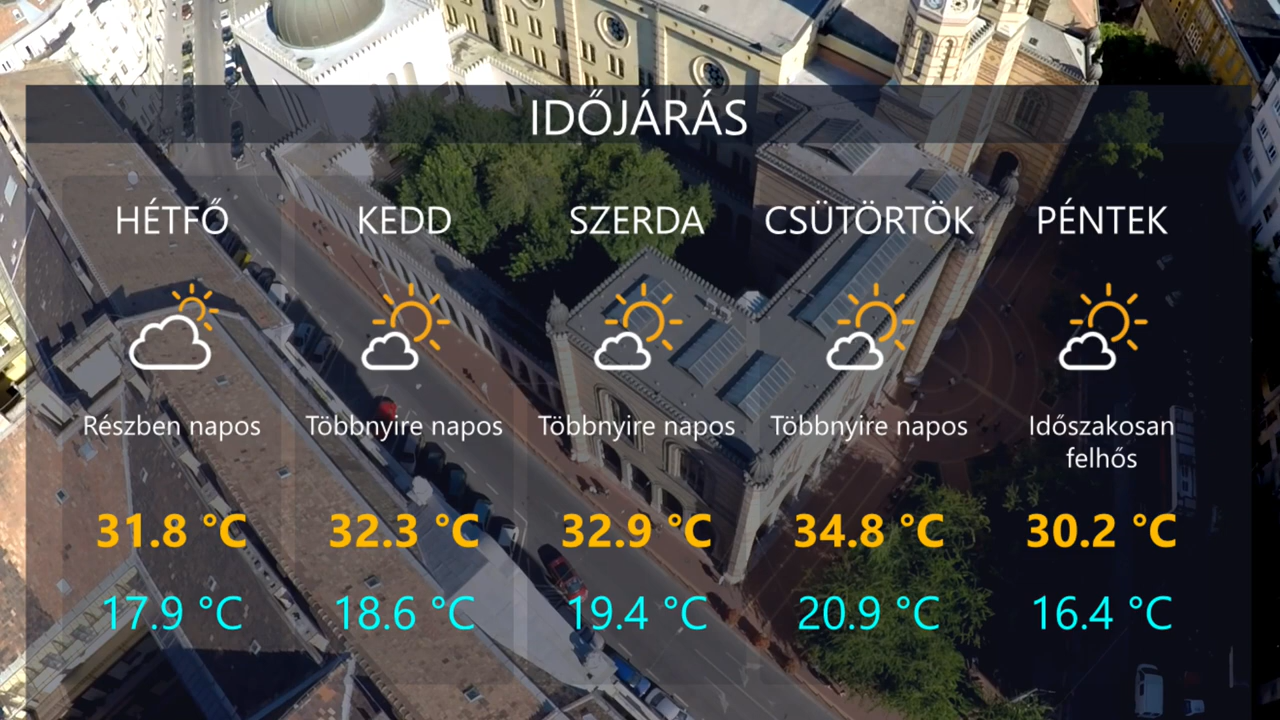 IDŐJÁRÁS
HÉTFŐ
KEDD
SZERDA
CSÜTÖRTÖK
PÉNTEK
Részben napos
Többnyire napos
Többnyire napos
Többnyire napos
Időszakosan
felhős
31.8 °C
32.3 °C
32.9 °C
34.8 °C
30.2 °C
17.9 °C
18.6 °C
19.4 °C
20.9 °C
16.4 °C